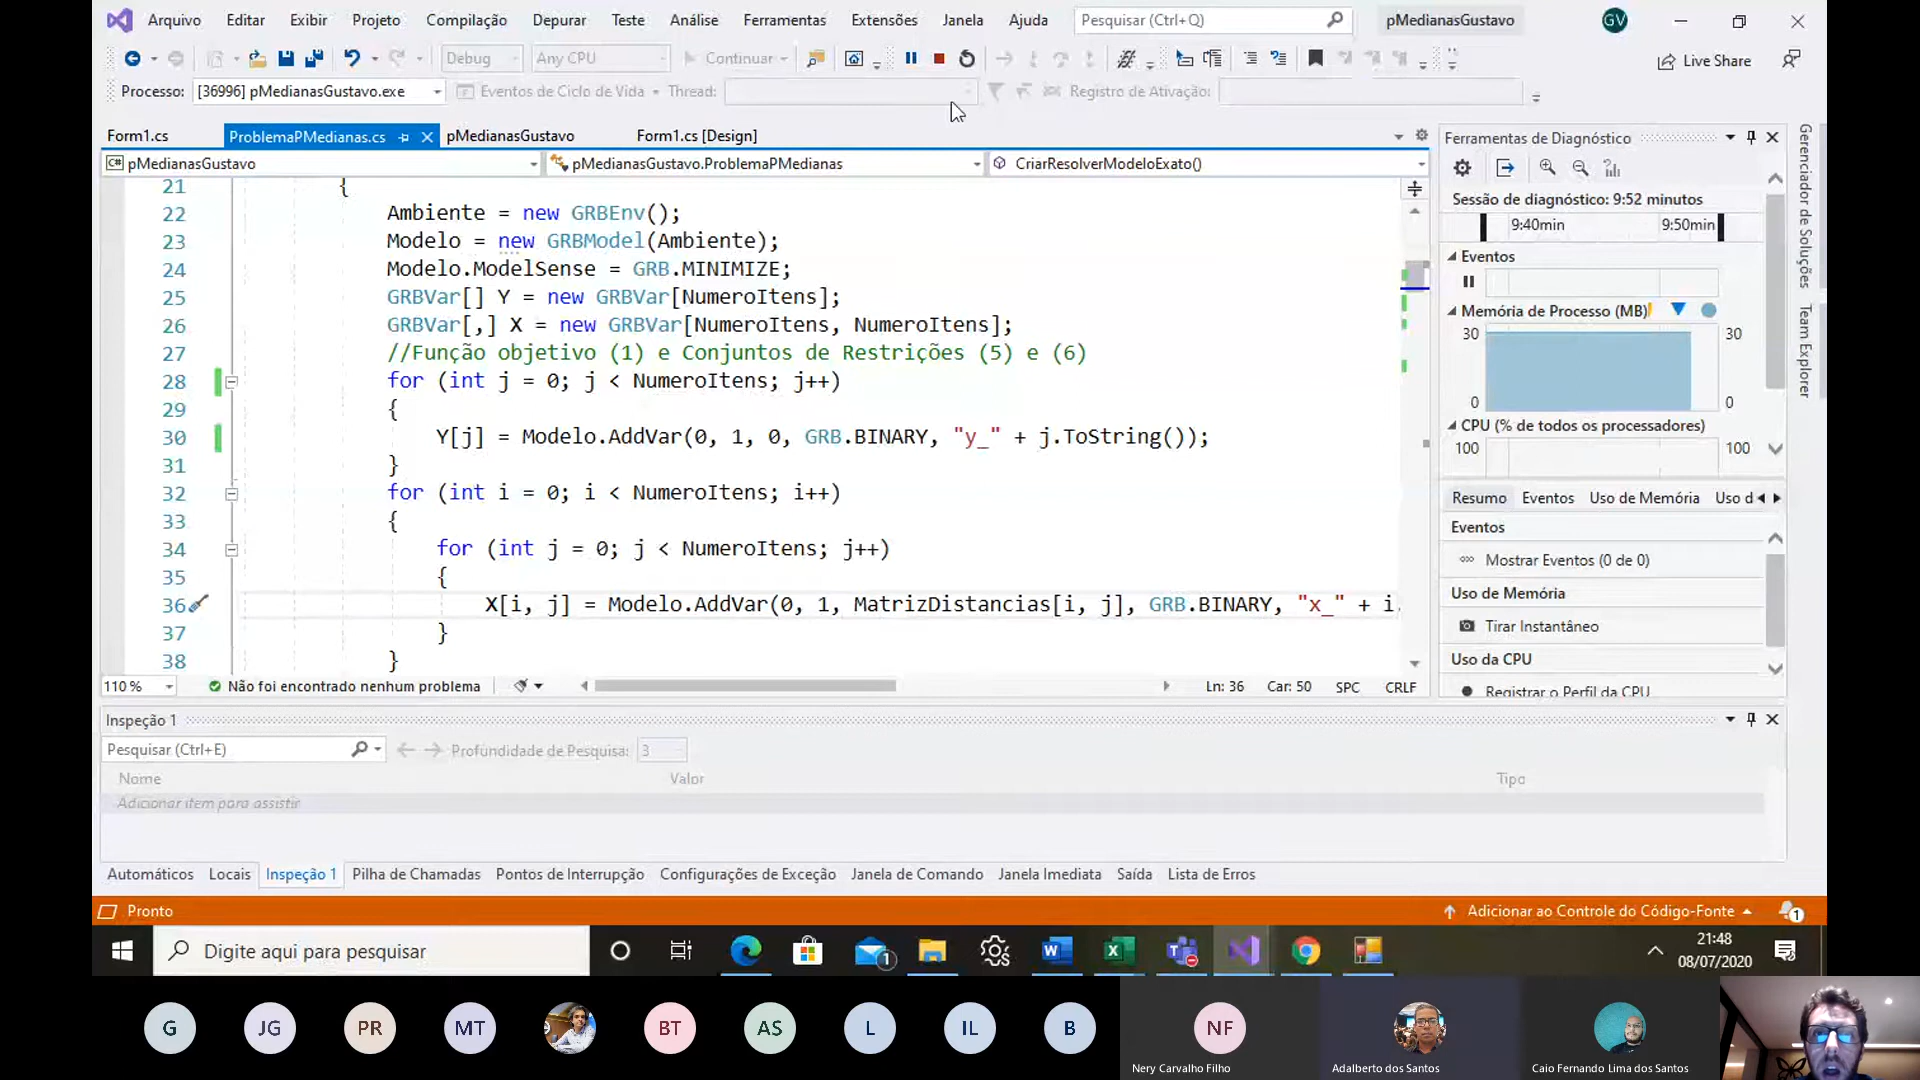 Arquivo Editar Exibir Projeto Compilação Depurar Teste Análise Ferramentas Extensões Janela Ajuda Pesquisar (Ctrl+Q) pMedianasGustavo GV
Debug Any CPU Continuar Live Share
Processo: [36996] pMedianasGustavo.exe Eventos de Ciclo de Vida Thread: Registro de Ativação:
Form1.cs ProblemaPMedianas.cs pMedianasGustavo Form1.cs [Design]
C# pMedianasGustavo pMedianasGustavo.ProblemaPMedianas CriarResolverModeloExato()
21 {
22 Ambiente = new GRBEnv();
23 Modelo = new GRBModel(Ambiente);
24 Modelo.ModelSense = GRB.MINIMIZE;
25 GRBVar[] Y = new GRBVar[NumeroItens];
26 GRBVar[,] X = new GRBVar[NumeroItens, NumeroItens];
27 //Função objetivo (1) e Conjuntos de Restrições (5) e (6)
28 for (int j = 0; j < NumeroItens; j++)
29 {
30 Y[j] = Modelo.AddVar(0, 1, 0, GRB.BINARY, "y_" + j.ToString());
31 }
32 for (int i = 0; i < NumeroItens; i++)
33 {
34 for (int j = 0; j < NumeroItens; j++)
35 {
36 X[i, j] = Modelo.AddVar(0, 1, MatrizDistancias[i, j], GRB.BINARY, "x_" + i.
37 }
38 }
110 % Não foi encontrado nenhum problema Ln: 36 Car: 50 SPC CRLF
Ferramentas de Diagnóstico
Sessão de diagnóstico: 9:52 minutos
9:40min 9:50min
Eventos
Memória de Processo (MB)
30 30
0 0
CPU (% de todos os processadores)
100 100
Resumo Eventos Uso de Memória Uso d
Eventos
Mostrar Eventos (0 de 0)
Uso de Memória
Tirar Instantâneo
Uso da CPU
Registrar o Perfil da CPU
Gerenciador de Soluções
Team Explorer
Inspeção 1
Pesquisar (Ctrl+E) Profundidade de Pesquisa: 3
Nome Valor Tipo
Adicionar item para assistir
Automáticos Locais Inspeção 1 Pilha de Chamadas Pontos de Interrupção Configurações de Exceção Janela de Comando Janela Imediata Saída Lista de Erros
Pronto Adicionar ao Controle do Código-Fonte 1
Digite aqui para pesquisar 1 21:48
08/07/2020
G JG PR MT BT AS L IL B NF
Nery Carvalho Filho Adalberto dos Santos Caio Fernando Lima dos Santos